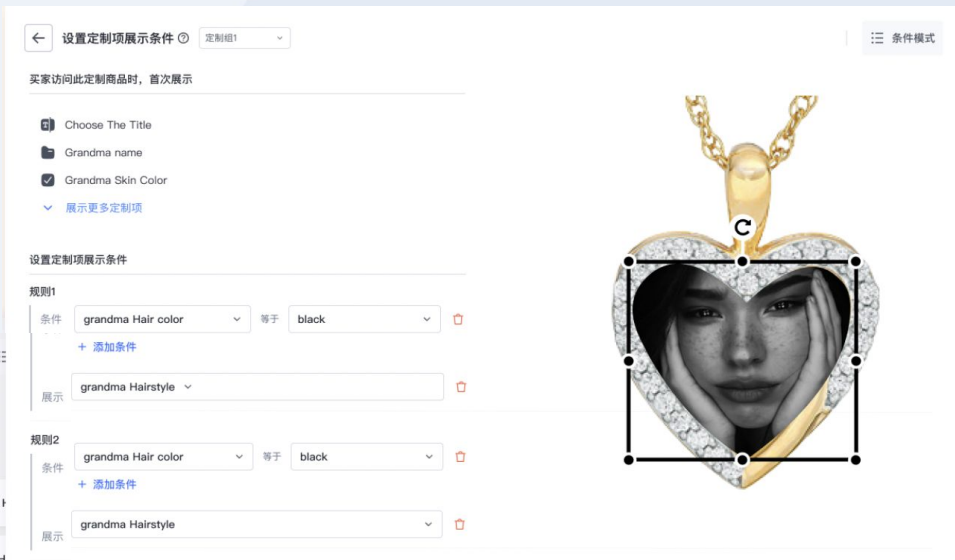 设置定制项展示条件
定制组1
条件模式
买家访问此定制商品时，首次展示
Choose The Title
Grandma name
Grandma Skin Color
展示更多定制项
设置定制项展示条件
规则1
条件 grandma Hair color 等于 black
+ 添加条件
展示 grandma Hairstyle
规则2
条件 grandma Hair color 等于 black
+ 添加条件
展示 grandma Hairstyle